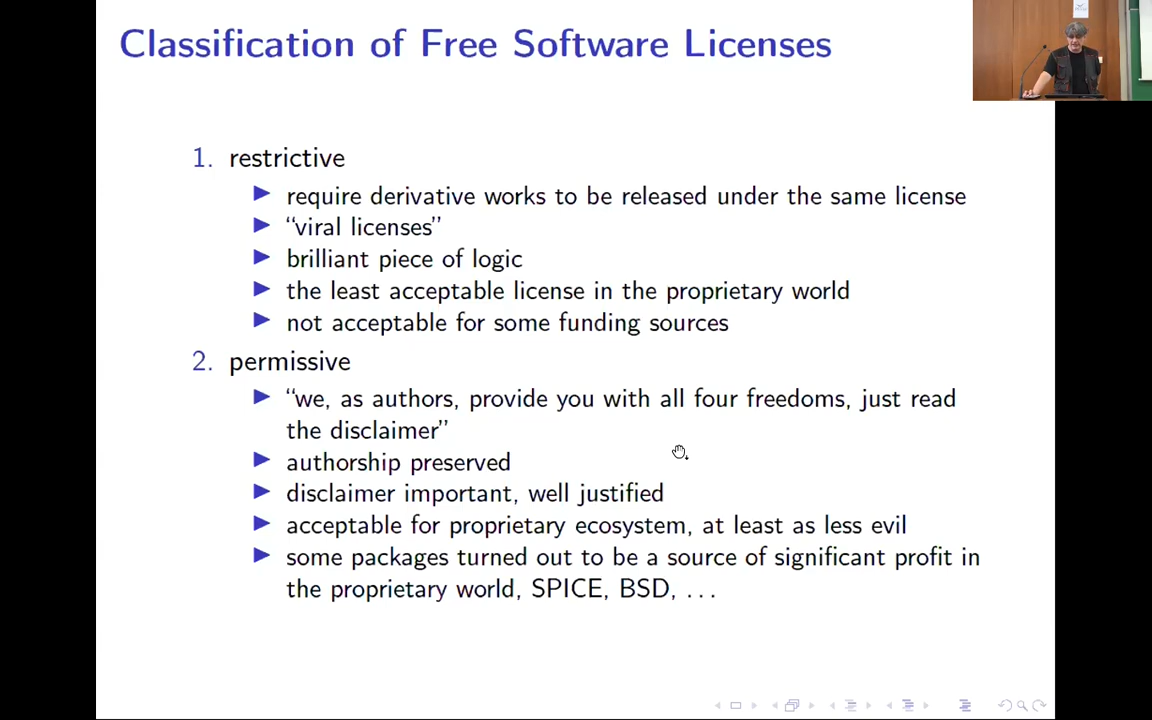 Classification of Free Software Licenses
1. restrictive
▶ require derivative works to be released under the same license
▶ “viral licenses”
▶ brilliant piece of logic
▶ the least acceptable license in the proprietary world
▶ not acceptable for some funding sources
2. permissive
▶ “we, as authors, provide you with all four freedoms, just read
the disclaimer”
▶ authorship preserved
▶ disclaimer important, well justified
▶ acceptable for proprietary ecosystem, at least as less evil
▶ some packages turned out to be a source of significant profit in
the proprietary world, SPICE, BSD, . . .